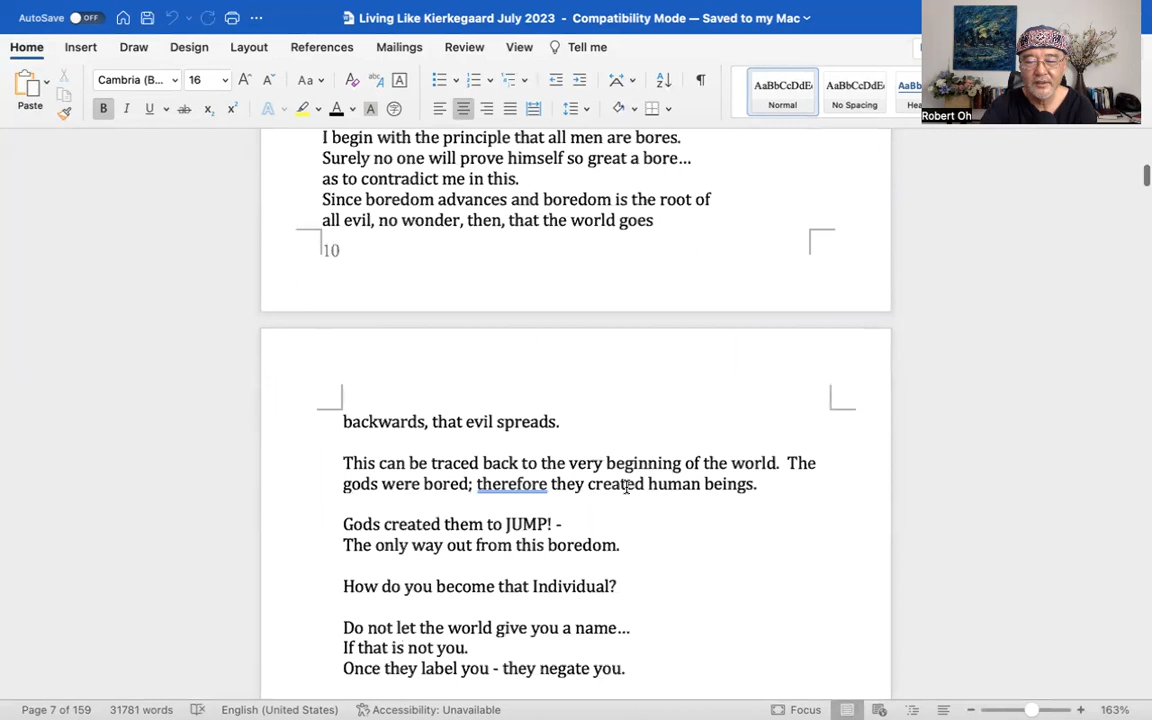 AutoSave OFF
Living Like Kierkegaard July 2023 - Compatibility Mode — Saved to my Mac
Home Insert Draw Design Layout References Mailings Review View Tell me
Paste
Cambria (B... 16
AaBbCcDdE
Normal
AaBbCcDdE
No Spacing
AaBb
Hea
Robert Oh
I begin with the principle that all men are bores.
Surely no one will prove himself so great a bore…
as to contradict me in this.
Since boredom advances and boredom is the root of
all evil, no wonder, then, that the world goes
10
backwards, that evil spreads.
This can be traced back to the very beginning of the world. The
gods were bored; therefore they created human beings.
Gods created them to JUMP! -
The only way out from this boredom.
How do you become that Individual?
Do not let the world give you a name…
If that is not you.
Once they label you - they negate you.
Page 7 of 159 31781 words English (United States) Accessibility: Unavailable Focus 163%